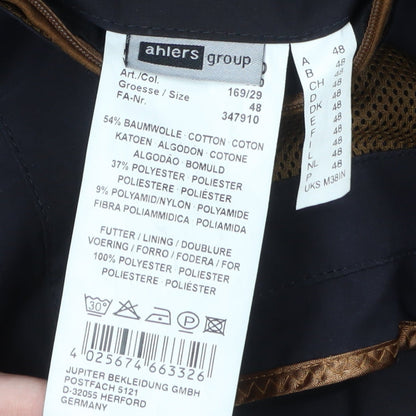 ahlers group
Art./Col. 169/29
Groesse / Size 48
FA-Nr. 347910
54% BAUMWOLLE COTTON COTON
KATOEN ALGODON COTONE
ALGODÃO BOMULD
37% POLYESTER POLYESTER
POLIESTERE POLIÉSTER
9% POLYAMID/NYLON POLYAMIDE
FIBRA POLIAMMIDICA POLIAMIDA
FUTTER / LINING / DOUBLURE
VOERING / FORRO / FODERA / FOR
100% POLYESTER POLYESTER
POLIESTERE POLIESTER
30°
P
4 025674 663326
JUPITER BEKLEIDUNG GMBH
POSTFACH 5121
D-32055 HERFORD
GERMANY
A 48
B 48
CH 48
D 48
DK 48
E 48
F 48
I 48
L 48
NL 48
P 48
UKS M38IN